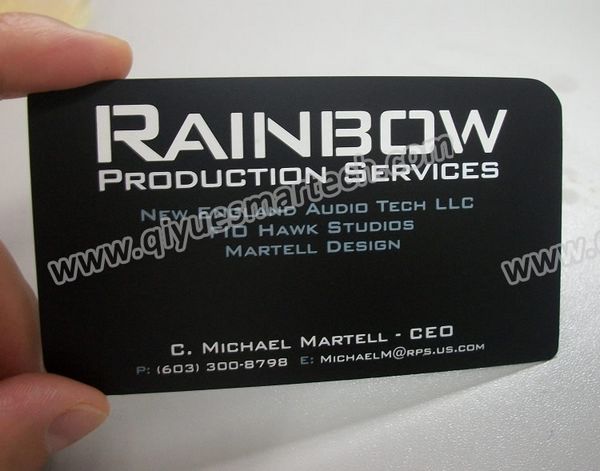 RAINBOW
PRODUCTION SERVICES
NEW ENGLAND AUDIO TECH LLC
HAWK STUDIOS
MARTELL DESIGN
C. MICHAEL MARTELL - CEO
P: (603) 300-8798 E: MICHAELM@RPS.US.COM
www.qiyuesmartech.com
www.